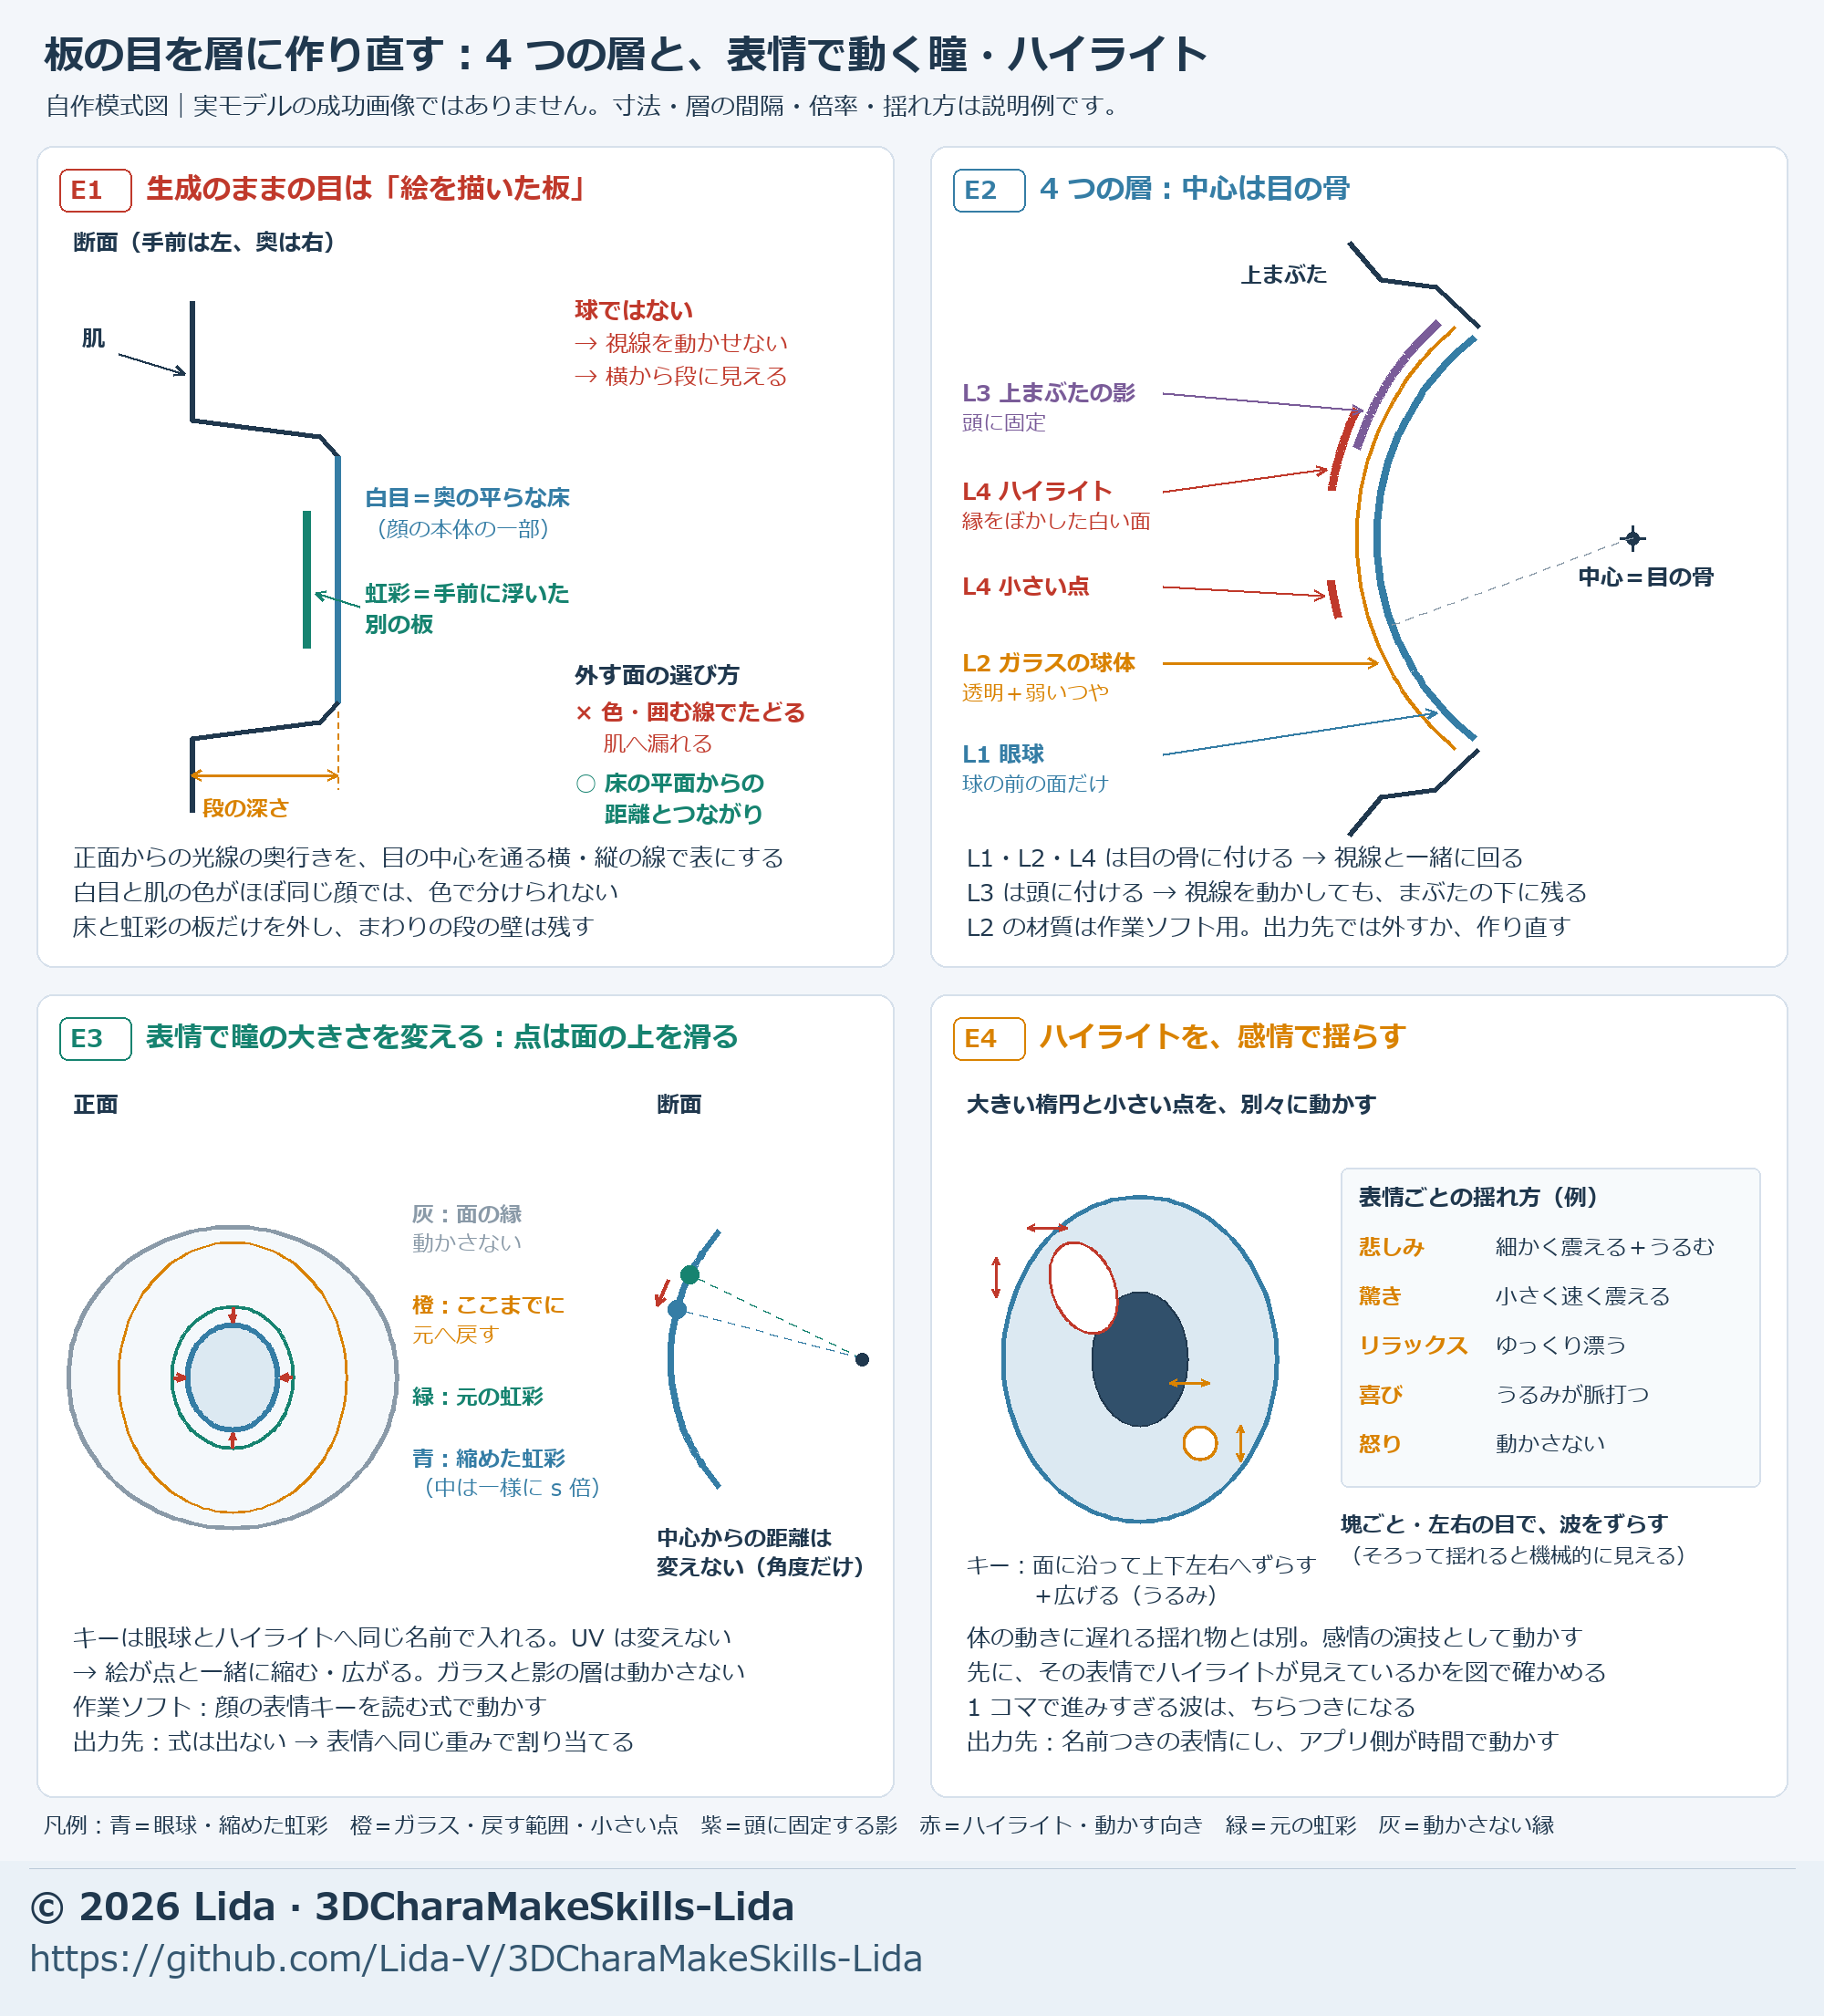 板の目を層に作り直す：4 つの層と、表情で動く瞳・ハイライト
自作模式図｜実モデルの成功画像ではありません。寸法・層の間隔・倍率・揺れ方は説明例です。
E1 生成のままの目は「絵を描いた板」
断面（手前は左、奥は右）
肌
球ではない
→ 視線を動かせない
→ 横から段に見える
白目＝奥の平らな床
（顔の本体の一部）
虹彩＝手前に浮いた
別の板
外す面の選び方
× 色・囲む線でたどる
肌へ漏れる
○ 床の平面からの
距離とつながり
段の深さ
正面からの光線の奥行きを、目の中心を通る横・縦の線で表にする
白目と肌の色がほぼ同じ顔では、色で分けられない
床と虹彩の板だけを外し、まわりの段の壁は残す
E2 4 つの層：中心は目の骨
上まぶた
L3 上まぶたの影
頭に固定
L4 ハイライト
縁をぼかした白い面
中心＝目の骨
L4 小さい点
L2 ガラスの球体
透明＋弱いつや
L1 眼球
球の前の面だけ
L1・L2・L4 は目の骨に付ける → 視線と一緒に回る
L3 は頭に付ける → 視線を動かしても、まぶたの下に残る
L2 の材質は作業ソフト用。出力先では外すか、作り直す
E3 表情で瞳の大きさを変える：点は面の上を滑る
正面
断面
灰：面の縁
動かさない
橙：ここまでに
元へ戻す
緑：元の虹彩
青：縮めた虹彩
（中は一様に s 倍）
中心からの距離は
変えない（角度だけ）
キーは眼球とハイライトへ同じ名前で入れる。UV は変えない
→ 絵が点と一緒に縮む・広がる。ガラスと影の層は動かさない
作業ソフト：顔の表情キーを読む式で動かす
出力先：式は出ない → 表情へ同じ重みで割り当てる
E4 ハイライトを、感情で揺らす
大きい楕円と小さい点を、別々に動かす
表情ごとの揺れ方（例）
悲しみ 細かく震える＋うるむ
驚き 小さく速く震える
リラックス ゆっくり漂う
喜び うるみが脈打つ
怒り 動かさない
塊ごと・左右の目で、波をずらす
（そろって揺れると機械的に見える）
キー：面に沿って上下左右へずらす
＋広げる（うるみ）
体の動きに遅れる揺れ物とは別。感情の演技として動かす
先に、その表情でハイライトが見えているかを図で確かめる
1 コマで進みすぎる波は、ちらつきになる
出力先：名前つきの表情にし、アプリ側が時間で動かす
凡例：青＝眼球・縮めた虹彩 橙＝ガラス・戻す範囲・小さい点 紫＝頭に固定する影 赤＝ハイライト・動かす向き 緑＝元の虹彩 灰＝動かさない縁
© 2026 Lida · 3DCharaMakeSkills-Lida
https://github.com/Lida-V/3DCharaMakeSkills-Lida